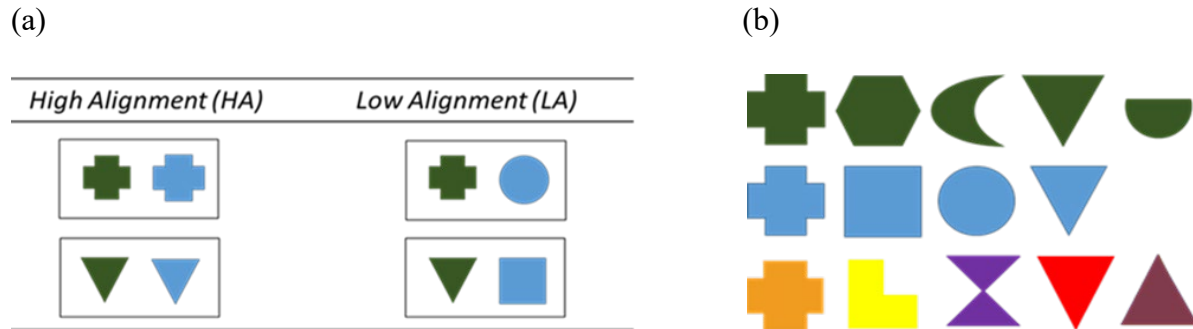 (a)
(b)
High Alignment (HA)
Low Alignment (LA)